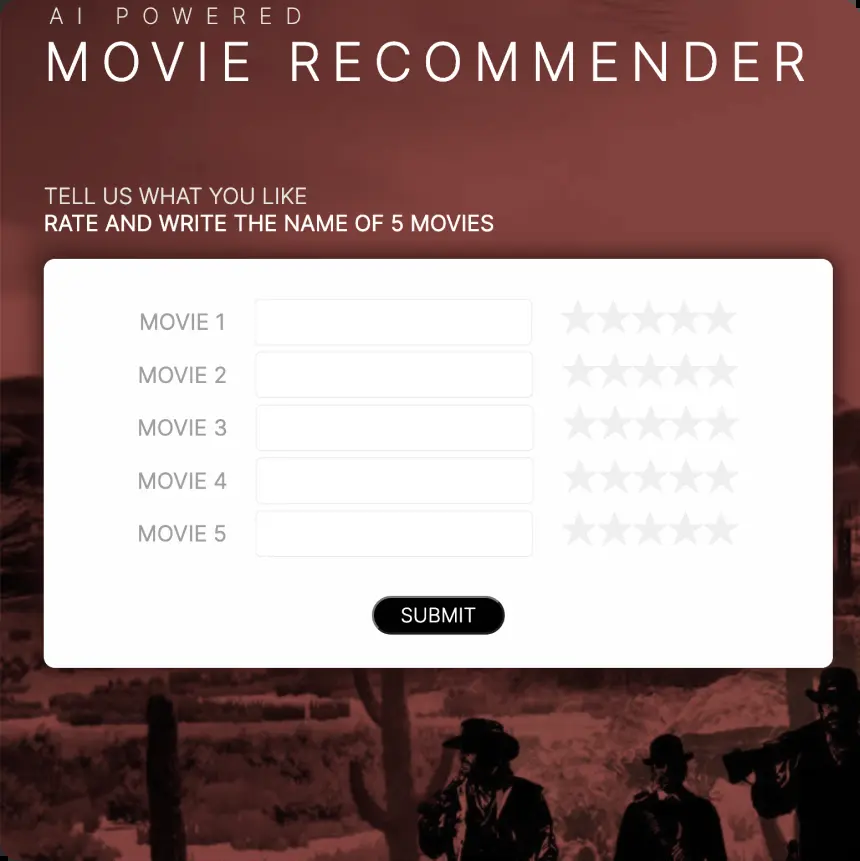 AI POWERED
MOVIE RECOMMENDER
TELL US WHAT YOU LIKE
RATE AND WRITE THE NAME OF 5 MOVIES
MOVIE 1
MOVIE 2
MOVIE 3
MOVIE 4
MOVIE 5
SUBMIT